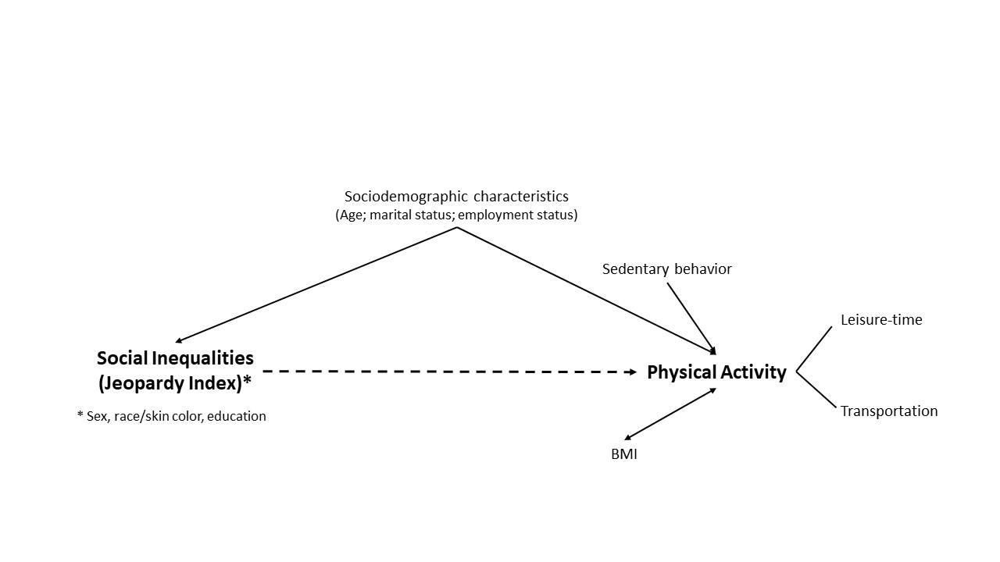 Sociodemographic characteristics
(Age; marital status; employment status)
Sedentary behavior
Leisure-time
Social Inequalities
(Jeopardy Index)*
Physical Activity
* Sex, race/skin color, education
Transportation
BMI